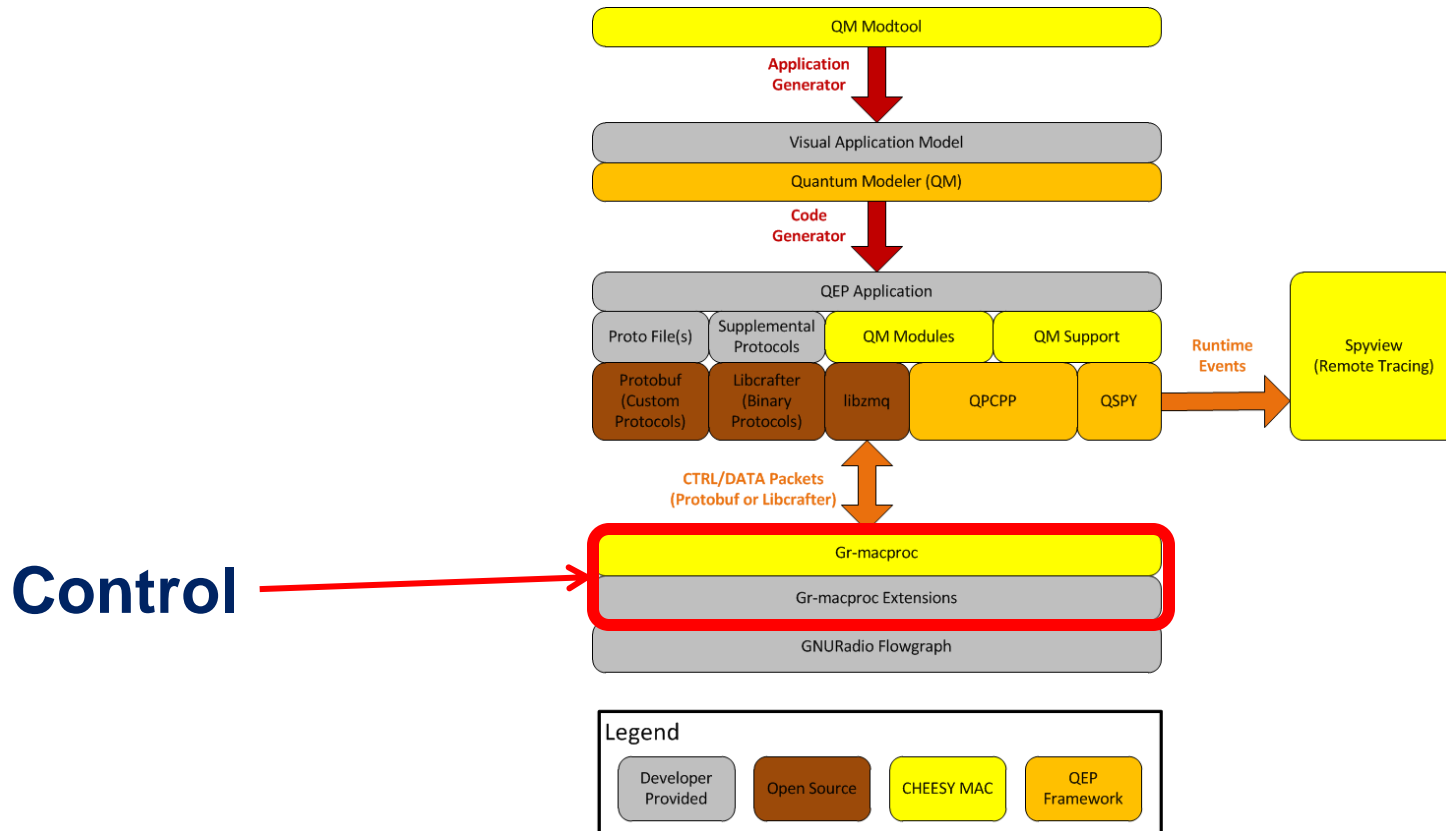 QM Modtool
Application
Generator
Visual Application Model
Quantum Modeler (QM)
Code
Generator
QEP Application
Proto File(s)
Supplemental
Protocols
QM Modules
QM Support
Protobuf
(Custom
Protocols)
Libcrafter
(Binary
Protocols)
libzmq
QPCPP
QSPY
Runtime
Events
Spyview
(Remote Tracing)
CTRL/DATA Packets
(Protobuf or Libcrafter)
Control
Gr-macproc
Gr-macproc Extensions
GNURadio Flowgraph
Legend
Developer
Provided
Open Source
CHEESY MAC
QEP
Framework